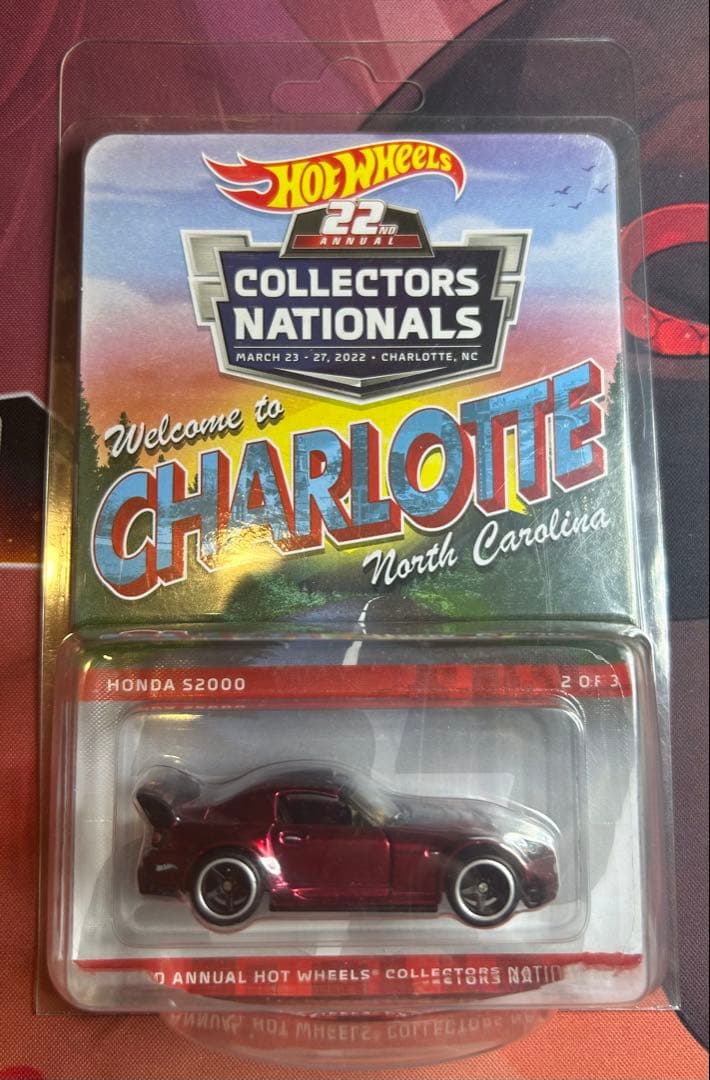 HOT WHEELS
22ND
ANNUAL
COLLECTORS
NATIONALS
MARCH 23 - 27, 2022 • CHARLOTTE, NC
Welcome to
CHARLOTTE
North Carolina
HONDA S2000
2 OF 3
D ANNUAL HOT WHEELS® COLLECTORS NATIO